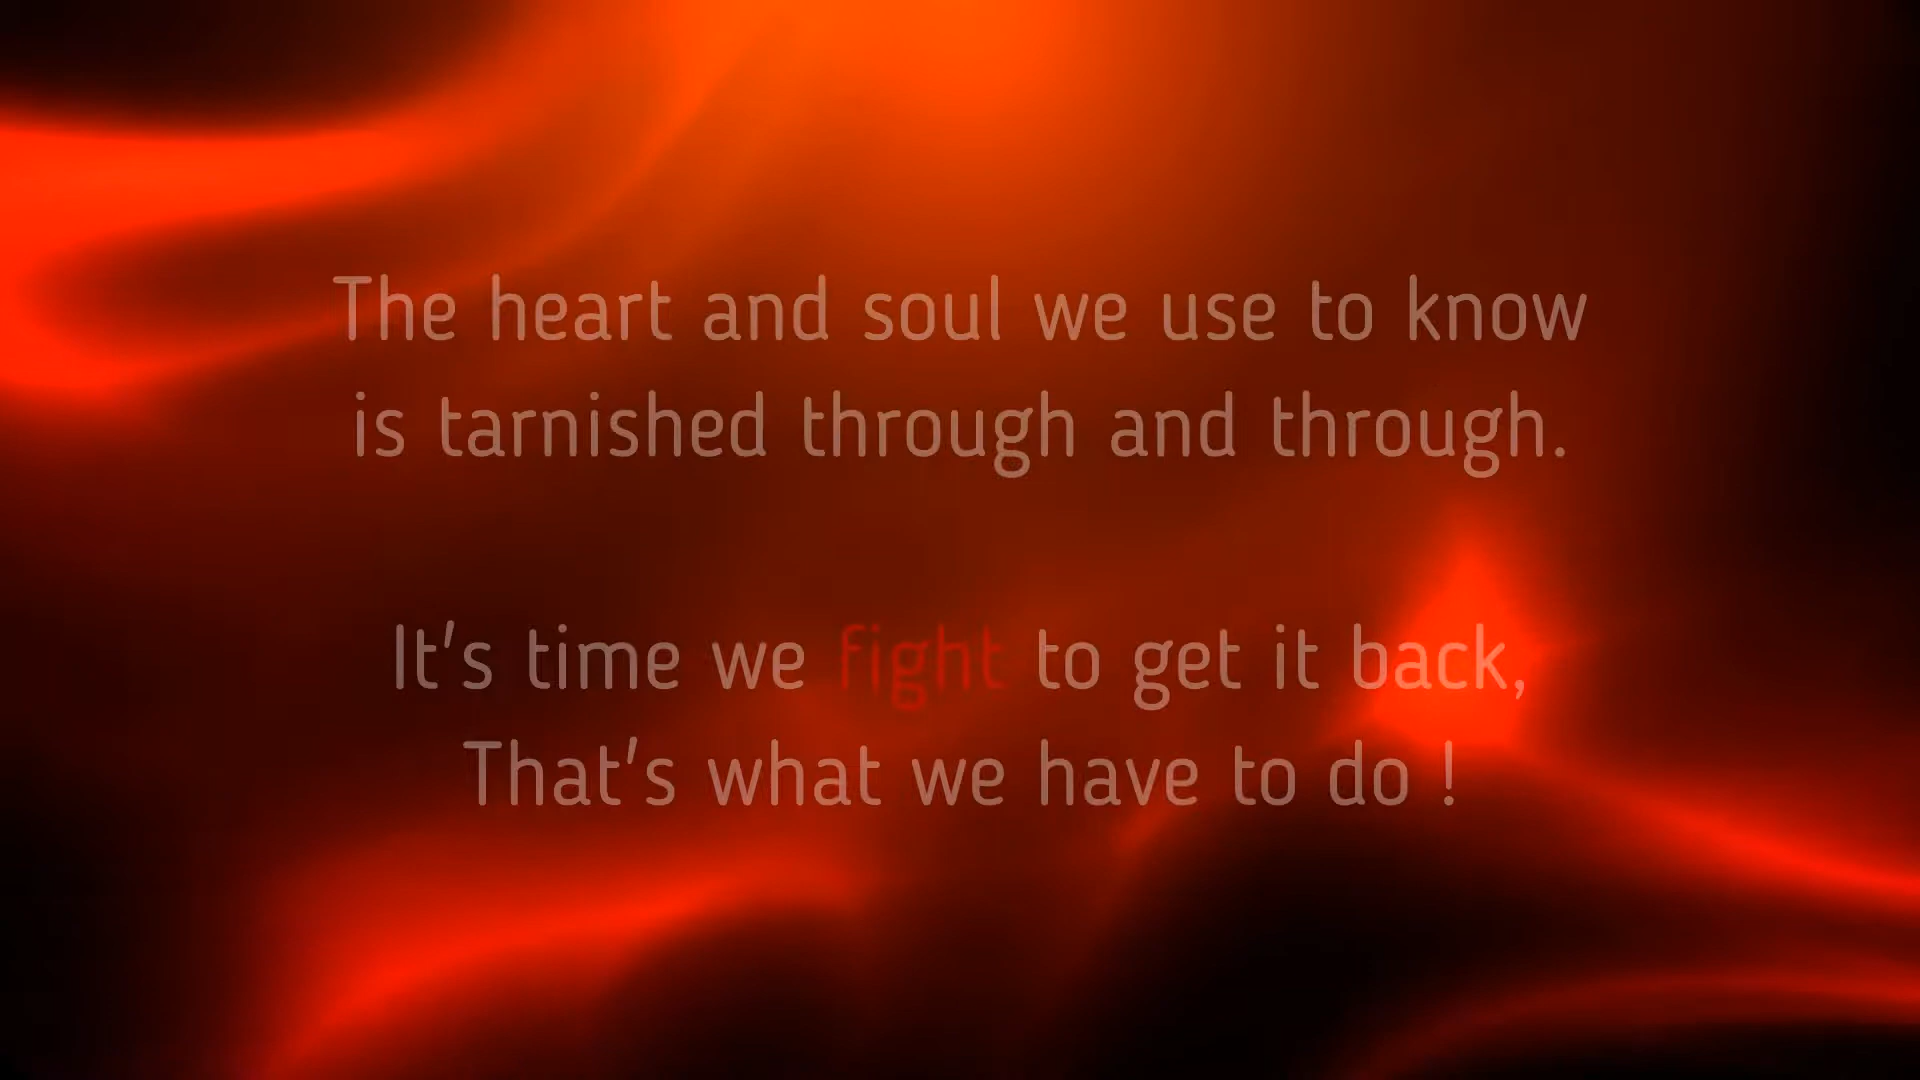 The heart and soul we use to know
is tarnished through and through.
It's time we fight to get it back,
That's what we have to do !